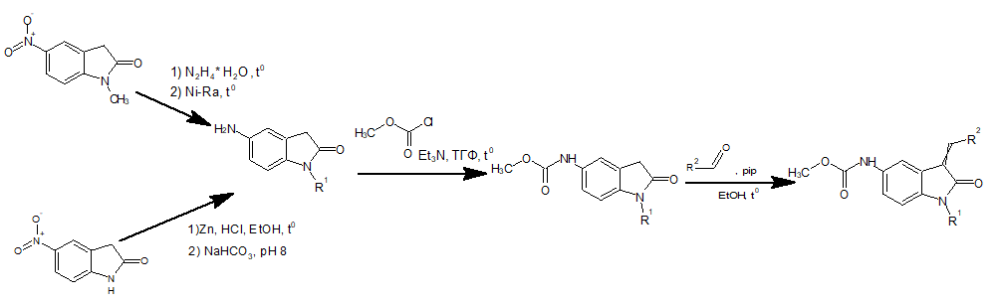 O⁻
N⁺
O
N
CH₃
O
1) N₂H₄*H₂O, t⁰
2) Ni-Ra, t⁰
H₂N
O
N
R¹
CH₃
O
Cl
O
Et₃N, ТГФ, t⁰
H₃C
O
NH
O
O
N
R¹
R²
O
, pip
EtOH, t⁰
H₃C
O
NH
O
R²
O
N
R¹
O⁻
N⁺
O
O
N
H
1)Zn, HCl, EtOH, t⁰
2) NaHCO₃, pH 8